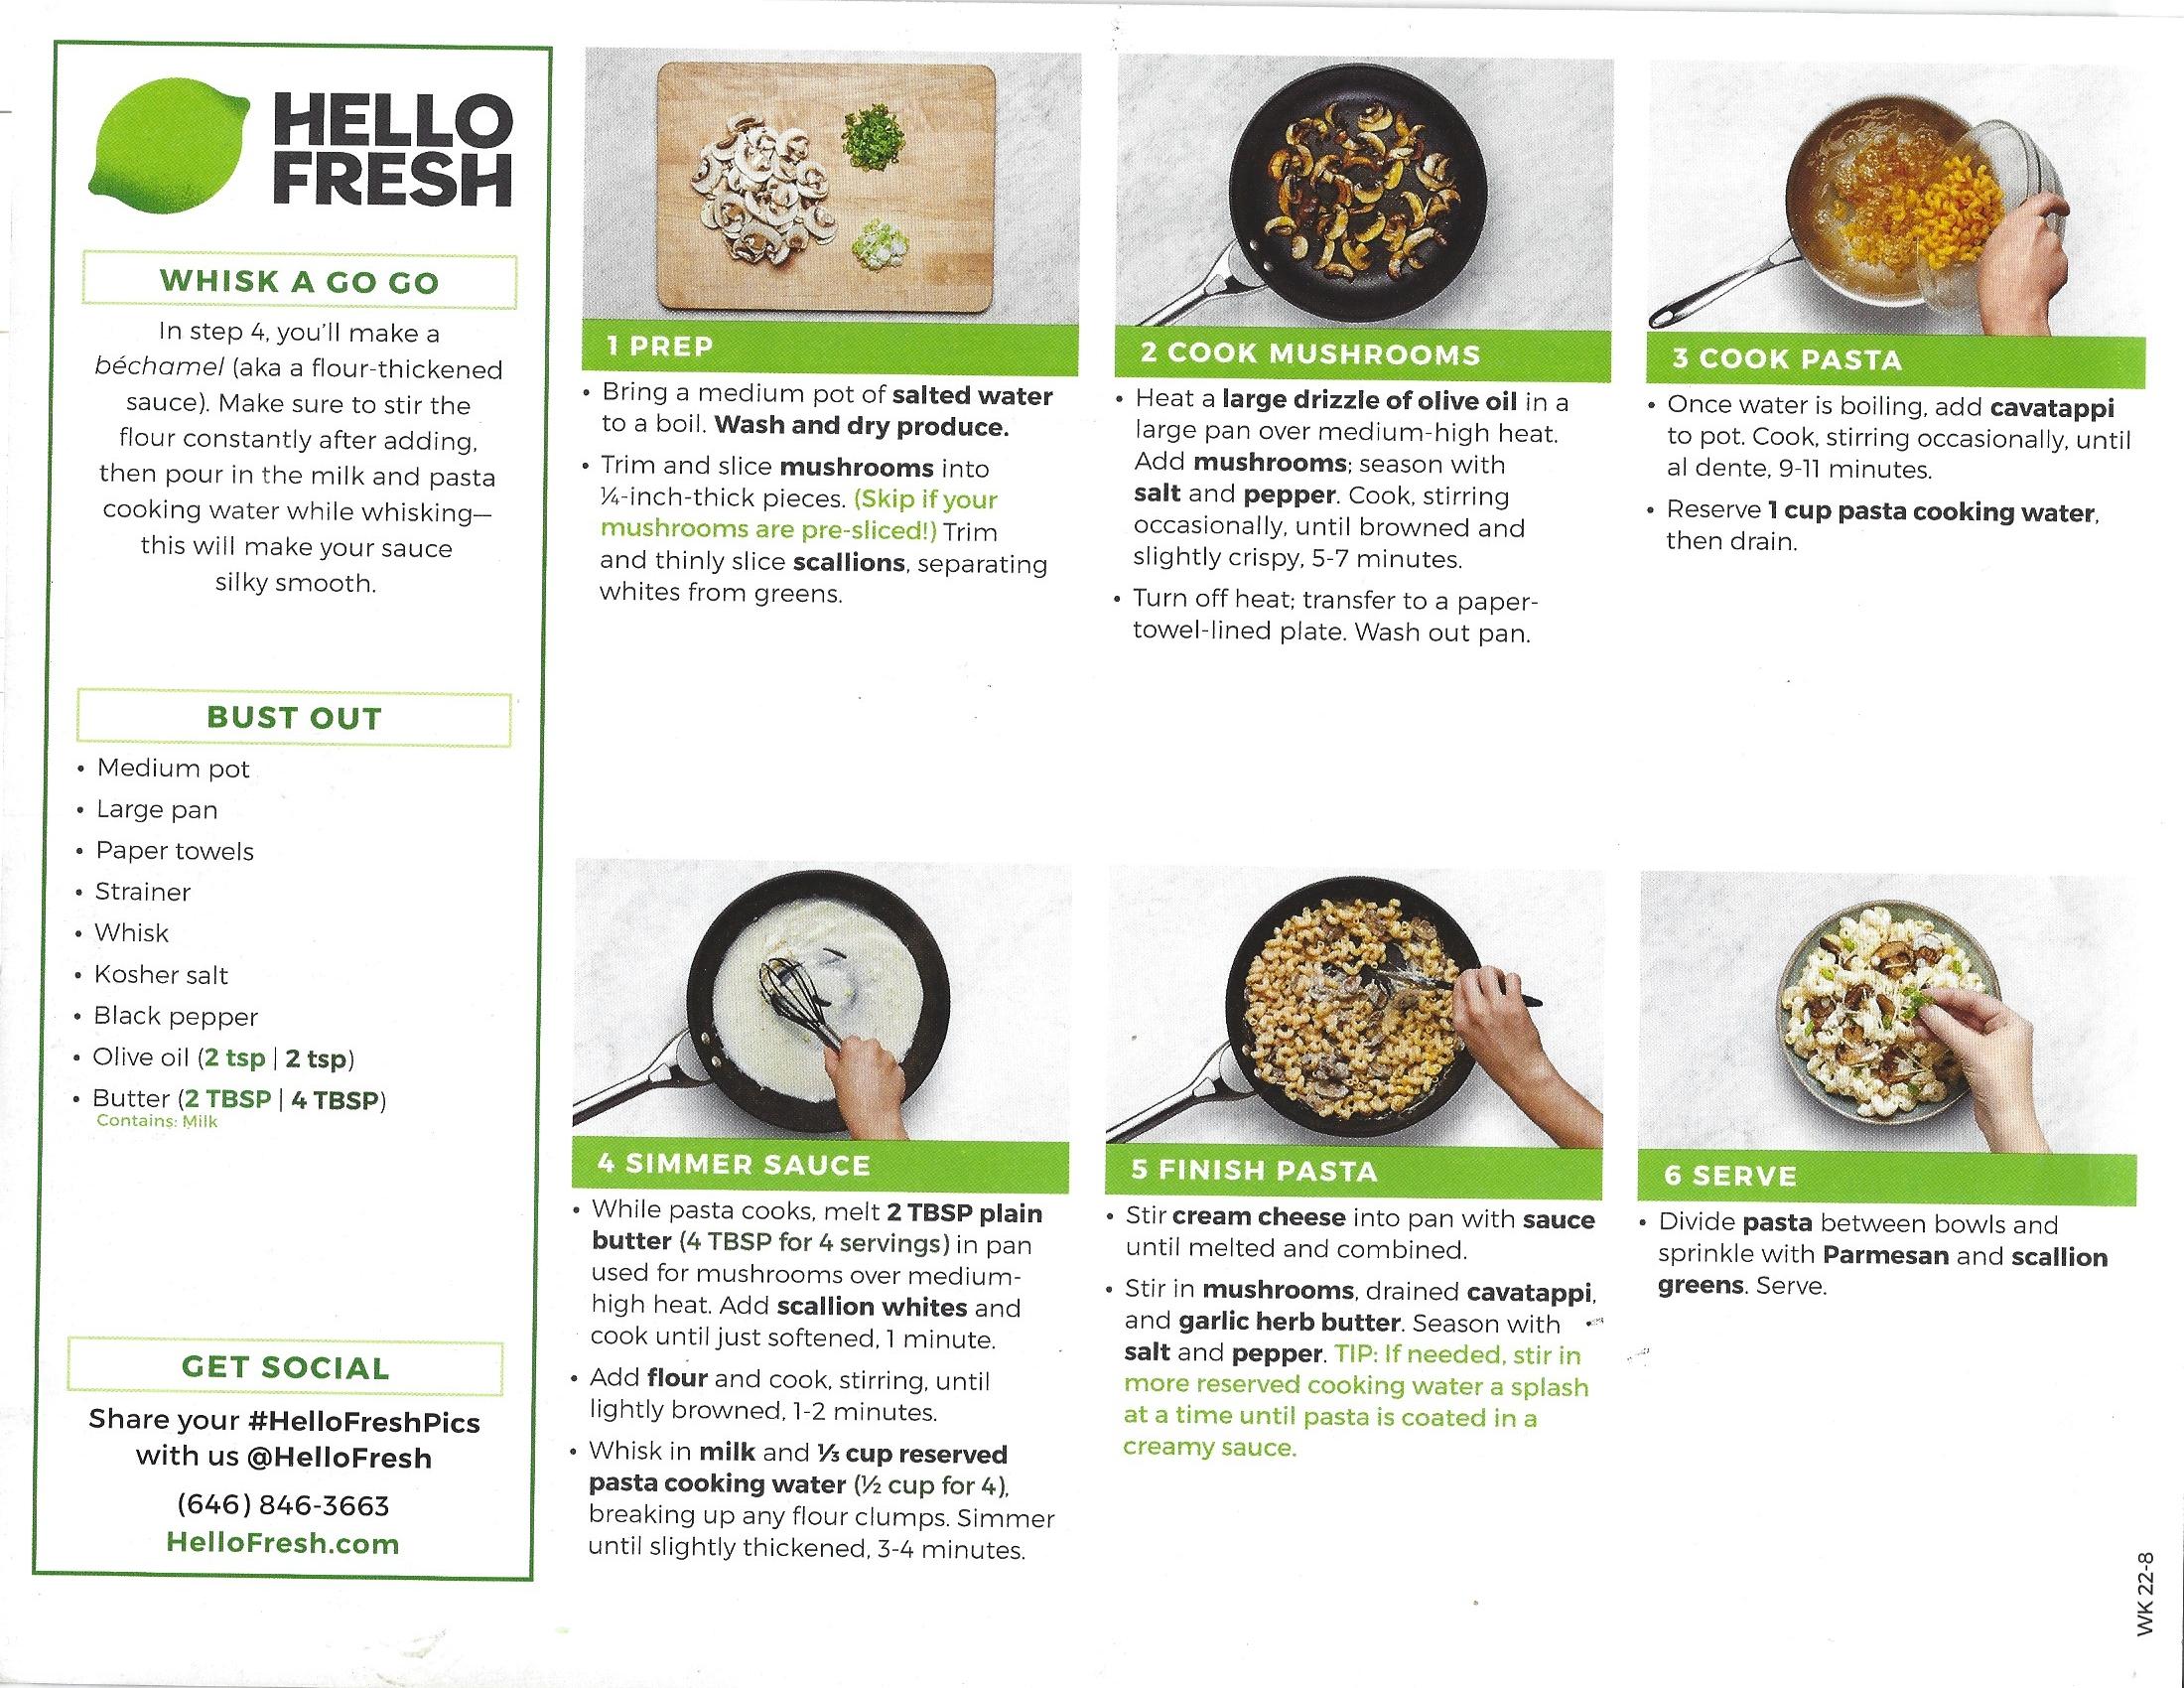 HELLO
FRESH
WHISK A GO GO
In step 4, you'll make a
béchamel (aka a flour-thickened
sauce). Make sure to stir the
flour constantly after adding,
then pour in the milk and pasta
cooking water while whisking—
this will make your sauce
silky smooth.
BUST OUT
• Medium pot
• Large pan
• Paper towels
• Strainer
• Whisk
• Kosher salt
• Black pepper
• Olive oil (2 tsp | 2 tsp)
• Butter (2 TBSP | 4 TBSP)
Contains: Milk
GET SOCIAL
Share your #HelloFreshPics
with us @HelloFresh
(646) 846-3663
HelloFresh.com
1 PREP
• Bring a medium pot of salted water
to a boil. Wash and dry produce.
• Trim and slice mushrooms into
¼-inch-thick pieces. (Skip if your
mushrooms are pre-sliced!) Trim
and thinly slice scallions, separating
whites from greens.
2 COOK MUSHROOMS
• Heat a large drizzle of olive oil in a
large pan over medium-high heat.
Add mushrooms; season with
salt and pepper. Cook, stirring
occasionally, until browned and
slightly crispy, 5-7 minutes.
• Turn off heat; transfer to a paper-
towel-lined plate. Wash out pan.
3 COOK PASTA
• Once water is boiling, add cavatappi
to pot. Cook, stirring occasionally, until
al dente, 9-11 minutes.
• Reserve 1 cup pasta cooking water,
then drain.
4 SIMMER SAUCE
• While pasta cooks, melt 2 TBSP plain
butter (4 TBSP for 4 servings) in pan
used for mushrooms over medium-
high heat. Add scallion whites and
cook until just softened, 1 minute.
• Add flour and cook, stirring, until
lightly browned, 1-2 minutes.
• Whisk in milk and ⅓ cup reserved
pasta cooking water (½ cup for 4),
breaking up any flour clumps. Simmer
until slightly thickened, 3-4 minutes.
5 FINISH PASTA
• Stir cream cheese into pan with sauce
until melted and combined.
• Stir in mushrooms, drained cavatappi,
and garlic herb butter. Season with
salt and pepper. TIP: If needed, stir in
more reserved cooking water a splash
at a time until pasta is coated in a
creamy sauce.
6 SERVE
• Divide pasta between bowls and
sprinkle with Parmesan and scallion
greens. Serve.
WK 22-8